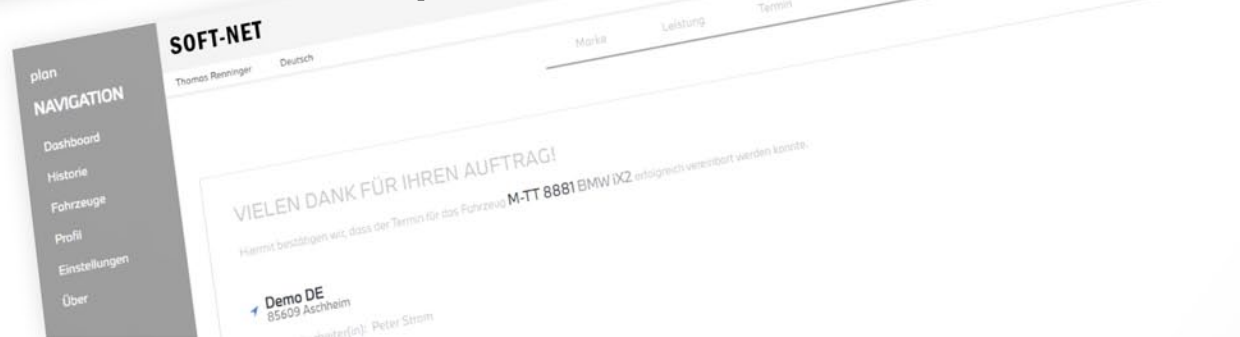 plan
NAVIGATION
Dashboard
Historie
Fahrzeuge
Profil
Einstellungen
Über
SOFT-NET
Thomas Renninger Deutsch
Marke Leistung Termin
VIELEN DANK FÜR IHREN AUFTRAG!
Hiermit bestätigen wir, dass der Termin für das Fahrzeug M-TT 8881 BMW iX2 erfolgreich vereinbart werden konnte.
Demo DE
85609 Aschheim
Peter Strom